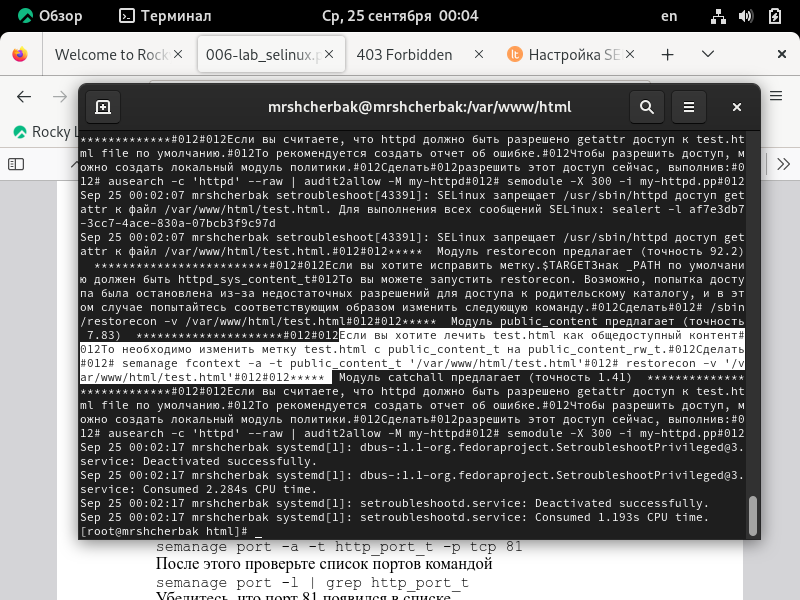 Обзор Терминал Ср, 25 сентября 00:04 en
Welcome to Rock 006-lab_selinux.p 403 Forbidden lt Настройка SE
mrshcherbak@mrshcherbak:/var/www/html
Rocky L
*************#012#012Если вы считаете, что httpd должно быть разрешено getattr доступ к test.ht
ml file по умолчанию.#012То рекомендуется создать отчет об ошибке.#012Чтобы разрешить доступ, м
ожно создать локальный модуль политики.#012Сделать#012разрешить этот доступ сейчас, выполнив:#0
12# ausearch -c 'httpd' --raw | audit2allow -M my-httpd#012# semodule -X 300 -i my-httpd.pp#012
Sep 25 00:02:07 mrshcherbak setroubleshoot[43391]: SELinux запрещает /usr/sbin/httpd доступ get
attr к файл /var/www/html/test.html. Для выполнения всех сообщений SELinux: sealert -l af7e3db7
-3cc7-4ace-830a-07bcb3f9c97d
Sep 25 00:02:07 mrshcherbak setroubleshoot[43391]: SELinux запрещает /usr/sbin/httpd доступ get
attr к файл /var/www/html/test.html.#012#012***** Модуль restorecon предлагает (точность 92.2)
************************#012#012Если вы хотите исправить метку.$TARGETЗнак _PATH по умолчани
ю должен быть httpd_sys_content_t#012То вы можете запустить restorecon. Возможно, попытка досту
па была остановлена из-за недостаточных разрешений для доступа к родительскому каталогу, и в эт
ом случае попытайтесь соответствующим образом изменить следующую команду.#012Сделать#012# /sbin
/restorecon -v /var/www/html/test.html#012#012***** Модуль public_content предлагает (точность
7.83) ********************#012#012Если вы хотите лечить test.html как общедоступный контент#
012То необходимо изменить метку test.html с public_content_t на public_content_rw_t.#012Сделать
#012# semanage fcontext -a -t public_content_t '/var/www/html/test.html'#012# restorecon -v '/v
ar/www/html/test.html'#012#012***** Модуль catchall предлагает (точность 1.41) **************
*************#012#012Если вы считаете, что httpd должно быть разрешено getattr доступ к test.ht
ml file по умолчанию.#012То рекомендуется создать отчет об ошибке.#012Чтобы разрешить доступ, м
ожно создать локальный модуль политики.#012Сделать#012разрешить этот доступ сейчас, выполнив:#0
12# ausearch -c 'httpd' --raw | audit2allow -M my-httpd#012# semodule -X 300 -i my-httpd.pp#012
Sep 25 00:02:17 mrshcherbak systemd[1]: dbus-:1.1-org.fedoraproject.SetroubleshootPrivileged@3.
service: Deactivated successfully.
Sep 25 00:02:17 mrshcherbak systemd[1]: dbus-:1.1-org.fedoraproject.SetroubleshootPrivileged@3.
service: Consumed 2.284s CPU time.
Sep 25 00:02:17 mrshcherbak systemd[1]: setroubleshootd.service: Deactivated successfully.
Sep 25 00:02:17 mrshcherbak systemd[1]: setroubleshootd.service: Consumed 1.193s CPU time.
[root@mrshcherbak html]#
semanage port -a -t http_port_t -p tcp 81
После этого проверьте список портов командой
semanage port -l | grep http_port_t
Убедитесь, что порт 81 появился в списке